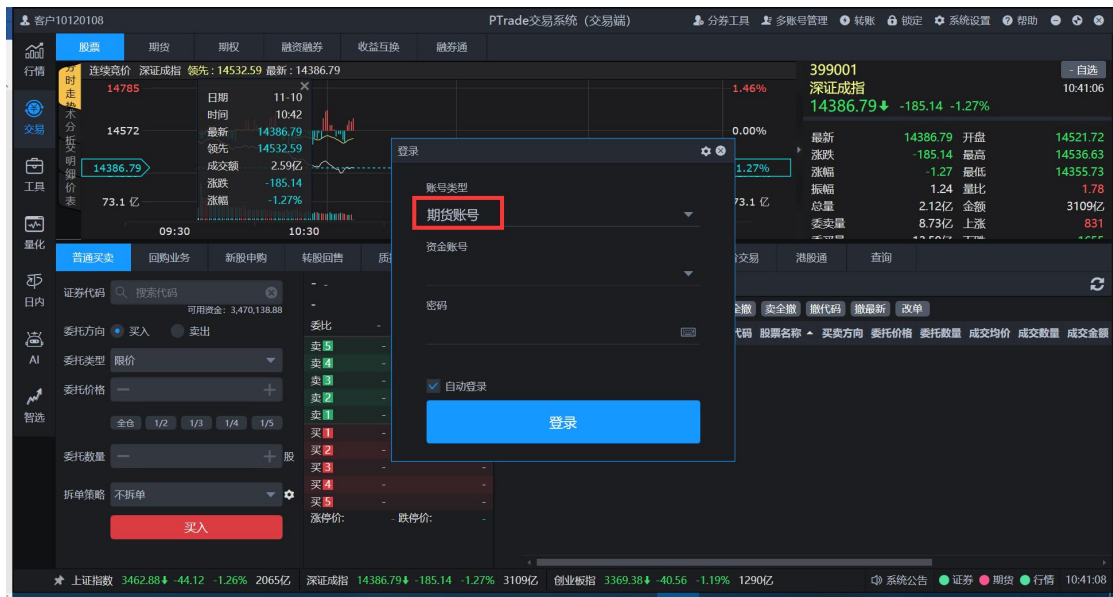 客户10120108 PTrade交易系统（交易端） 分券工具 多账号管理 转账 锁定 系统设置 帮助
行情
交易
工具
量化
日内
AI
智选
股票 期货 期权 融资融券 收益互换 融券通
分时走势
连续竞价 深证成指 领先：14532.59 最新：14386.79
14785 1.46%
14572 0.00%
14386.79 1.27%
73.1 亿 73.1 亿
09:30 10:30
日期 11-10
时间 10:42
最新 14386.79
领先 14532.59
成交额 2.59亿
涨跌 -185.14
涨幅 -1.27%
399001 - 自选
深证成指 10:41:06
14386.79 -185.14 -1.27%
最新 14386.79 开盘 14521.72
涨跌 -185.14 最高 14536.63
涨幅 -1.27 最低 14355.73
振幅 1.24 量比 1.78
总量 2.12亿 金额 3109亿
委卖量 8.73亿 上涨 831
登录
账号类型
期货账号
资金账号
密码
自动登录
登录
普通买卖 回购业务 新股申购 转股回售 交易 港股通 查询
证券代码 搜索代码
可用资金：3,470,138.88
委托方向 买入 卖出
委托类型 限价
委托价格
全仓 1/2 1/3 1/4 1/5
委托数量 股
拆单策略 不拆单
买入
- -
-
委比 -
卖5 -
卖4 -
卖3 -
卖2 -
卖1 -
买1 -
买2 - -
买3 - -
买4 - -
买5 - -
涨停价: - 跌停价: -
全撤 卖全撤 撤代码 撤最新 改单
代码 股票名称 买卖方向 委托价格 委托数量 成交均价 成交数量 成交金额
上证指数 3462.88 -44.12 -1.26% 2065亿 深证成指 14386.79 -185.14 -1.27% 3109亿 创业板指 3369.38 -40.56 -1.19% 1290亿 系统公告 证券 期货 行情 10:41:08